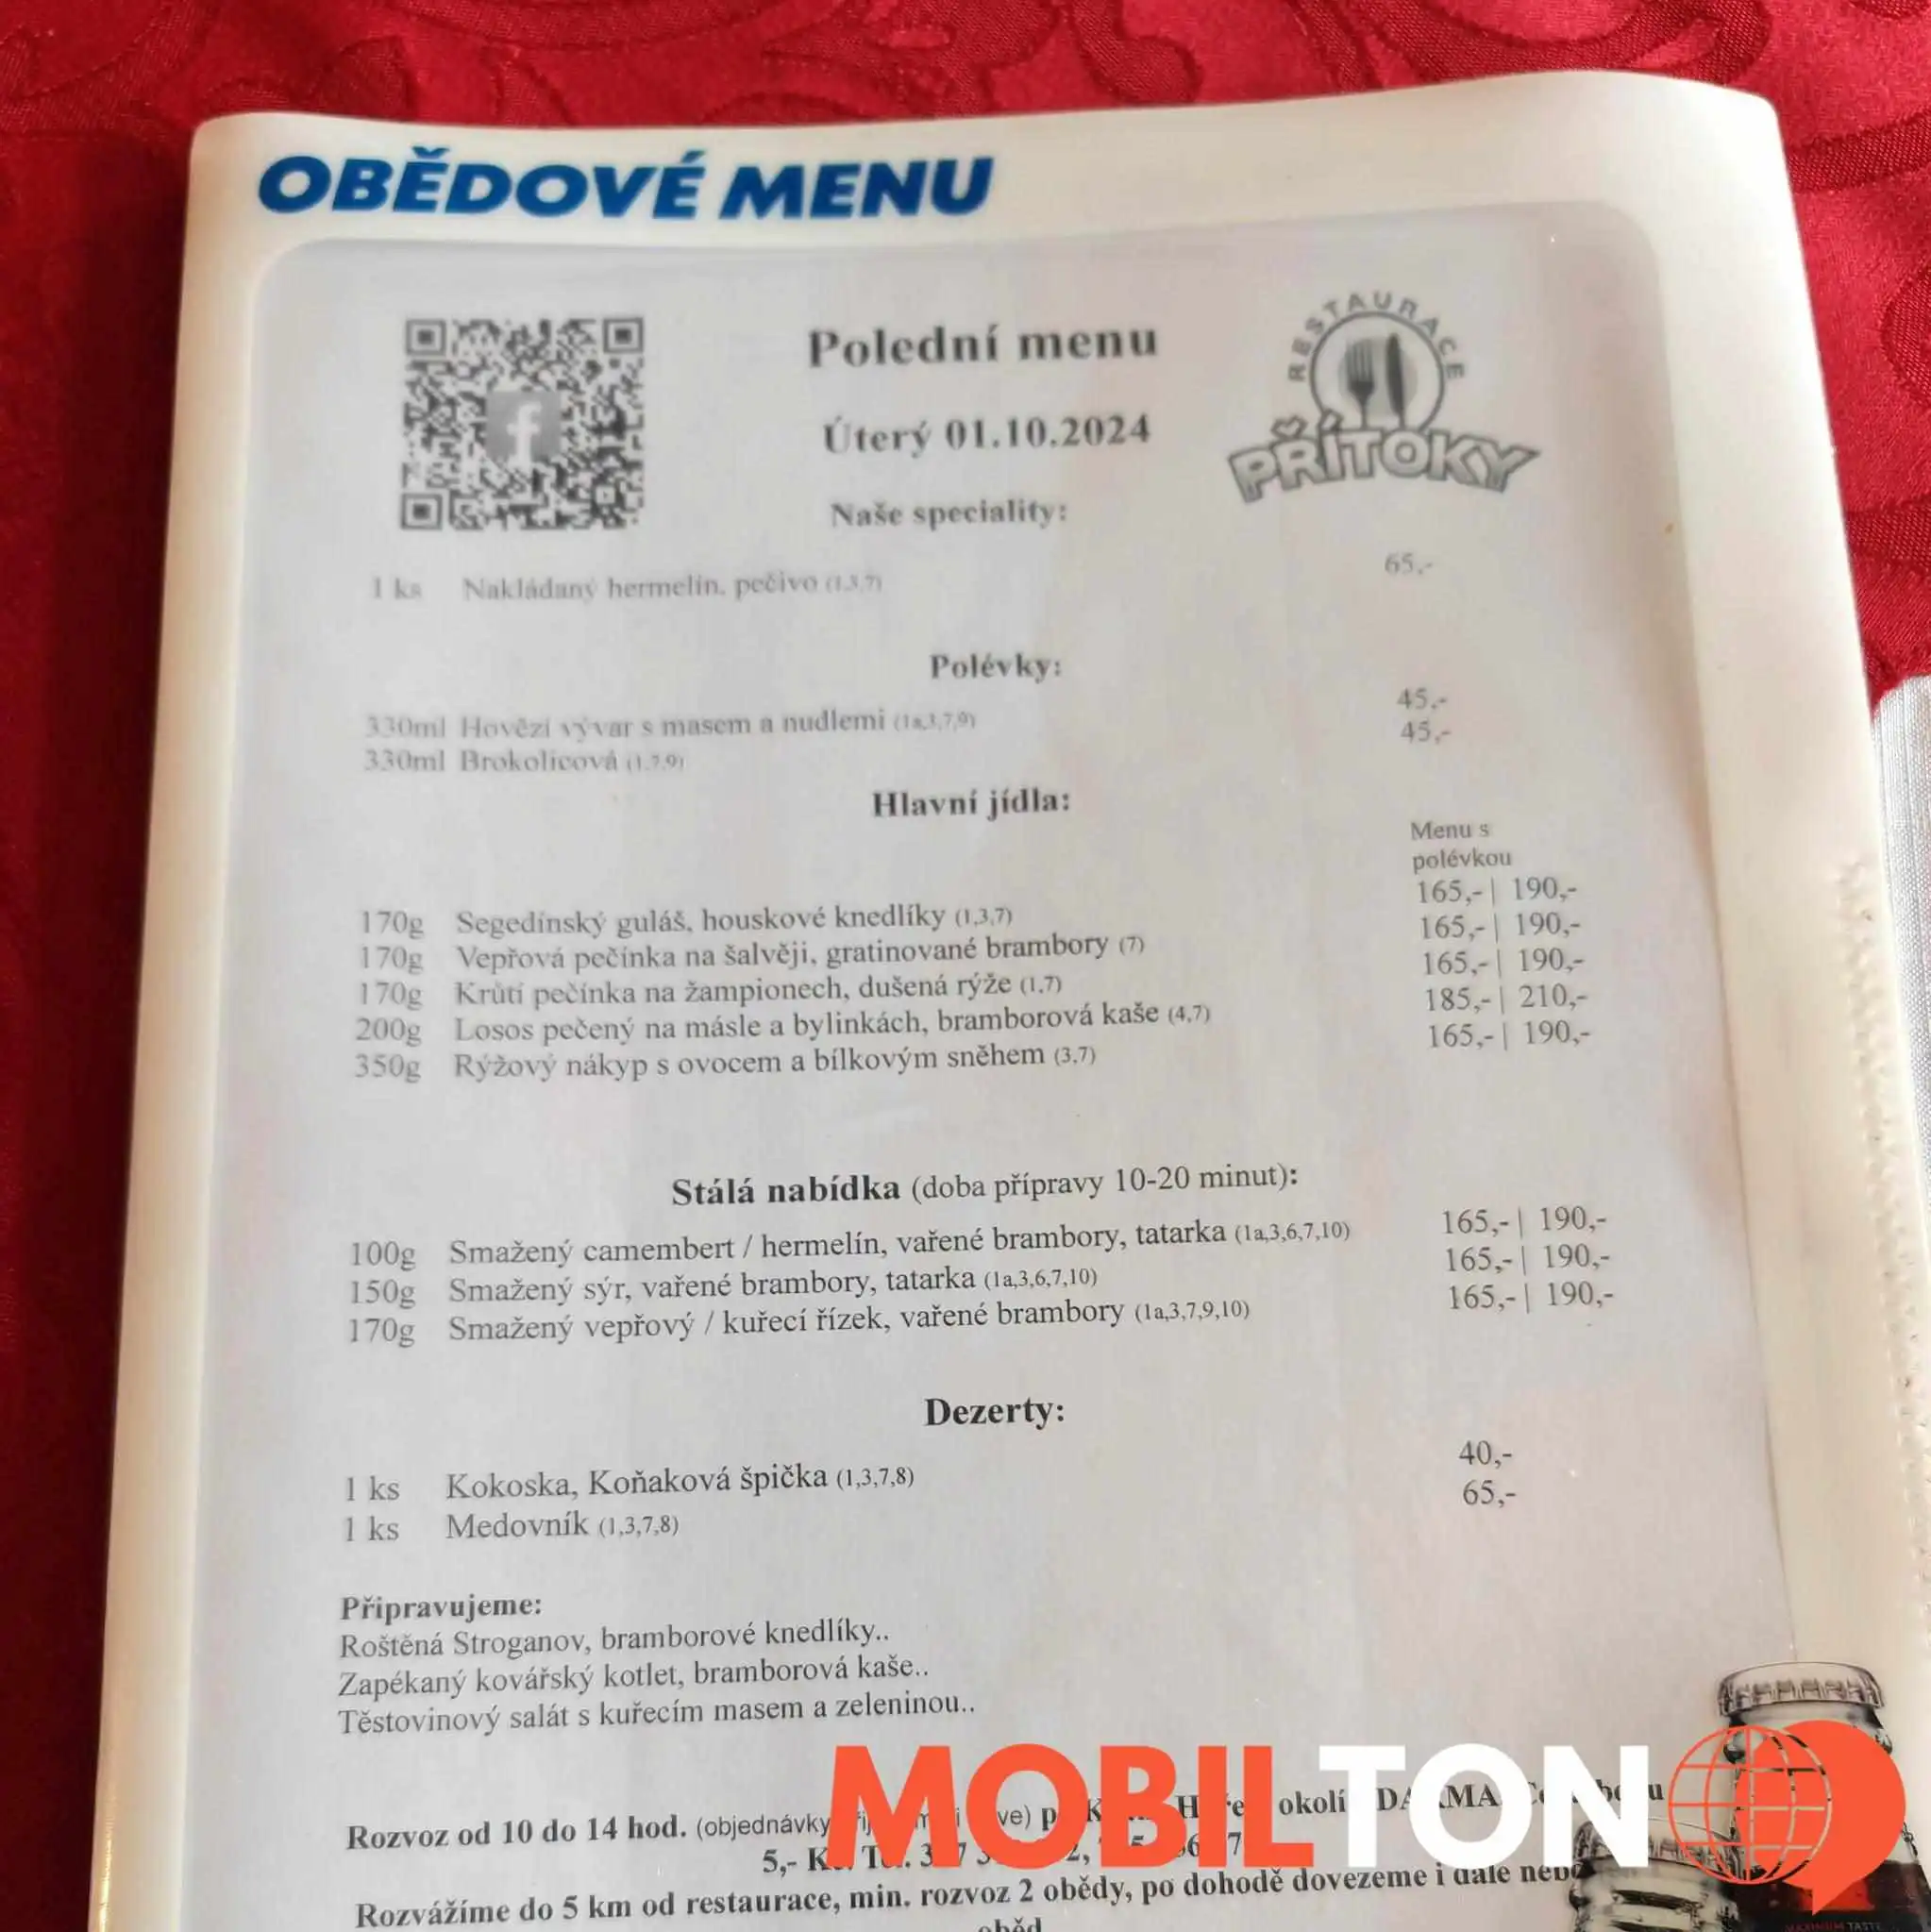 OBĚDOVÉ MENU
Polední menu
RESTAURACE
PŘÍTOKY
Úterý 01.10.2024
Naše speciality:
1 ks Nakládaný hermelín, pečivo (1,3,7) 65,-
Polévky:
330ml Hovězí vývar s masem a nudlemi (1a,3,7,9) 45,-
330ml Brokolicová (1,7,9) 45,-
Hlavní jídla:
Menu s
polévkou
170g Segedínský guláš, houskové knedlíky (1,3,7) 165,-| 190,-
170g Vepřová pečínka na šalvěji, gratinované brambory (7) 165,-| 190,-
170g Krůtí pečínka na žampionech, dušená rýže (1,7) 165,-| 190,-
200g Losos pečený na másle a bylinkách, bramborová kaše (4,7) 185,-| 210,-
350g Rýžový nákyp s ovocem a bílkovým sněhem (3,7) 165,-| 190,-
Stálá nabídka (doba přípravy 10-20 minut):
100g Smažený camembert / hermelín, vařené brambory, tatarka (1a,3,6,7,10) 165,-| 190,-
150g Smažený sýr, vařené brambory, tatarka (1a,3,6,7,10) 165,-| 190,-
170g Smažený vepřový / kuřecí řízek, vařené brambory (1a,3,7,9,10) 165,-| 190,-
Dezerty:
1 ks Kokoska, Koňaková špička (1,3,7,8) 40,-
1 ks Medovník (1,3,7,8) 65,-
Připravujeme:
Roštěná Stroganov, bramborové knedlíky..
Zapékaný kovářský kotlet, bramborová kaše..
Těstovinový salát s kuřecím masem a zeleninou..
MOBILTON
Rozvoz od 10 do 14 hod. (objednávky okolí
5,-
Rozvážíme do 5 km od restaurace, min. rozvoz 2 obědy, po dohodě dovezeme i dále nebo
oběd
MAXIMUM TASTE